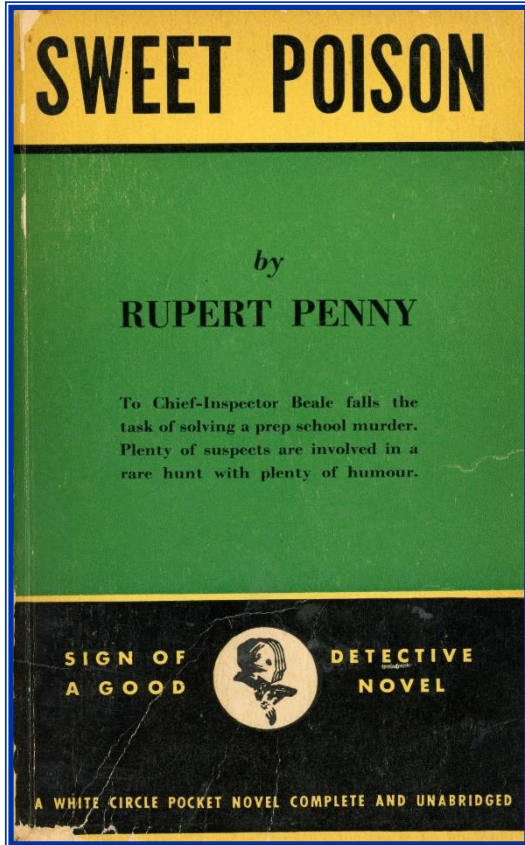 SWEET POISON
by
RUPERT PENNY
To Chief-Inspector Beale falls the
task of solving a prep school murder.
Plenty of suspects are involved in a
rare hunt with plenty of humour.
SIGN OF
A GOOD
DETECTIVE
NOVEL
A WHITE CIRCLE POCKET NOVEL COMPLETE AND UNABRIDGED